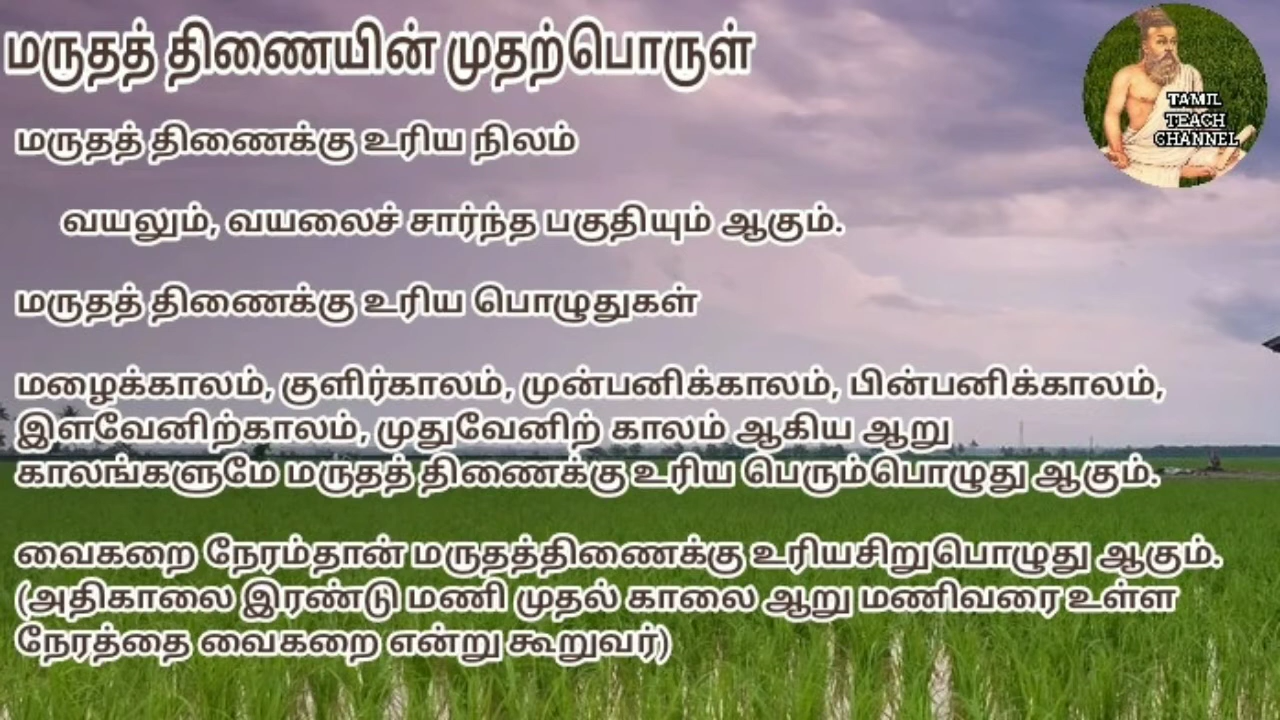 மருதத் திணையின் முதற்பொருள்
TAMIL
TEACH
CHANNEL
மருதத் திணைக்கு உரிய நிலம்
வயலும், வயலைச் சார்ந்த பகுதியும் ஆகும்.
மருதத் திணைக்கு உரிய பொழுதுகள்
மழைக்காலம், குளிர்காலம், முன்பனிக்காலம், பின்பனிக்காலம்,
இளவேனிற்காலம், முதுவேனிற் காலம் ஆகிய ஆறு
காலங்களுமே மருதத் திணைக்கு உரிய பெரும்பொழுது ஆகும்.
வைகறை நேரம்தான் மருதத்திணைக்கு உரியசிறுபொழுது ஆகும்.
(அதிகாலை இரண்டு மணி முதல் காலை ஆறு மணிவரை உள்ள
நேரத்தை வைகறை என்று கூறுவர்)